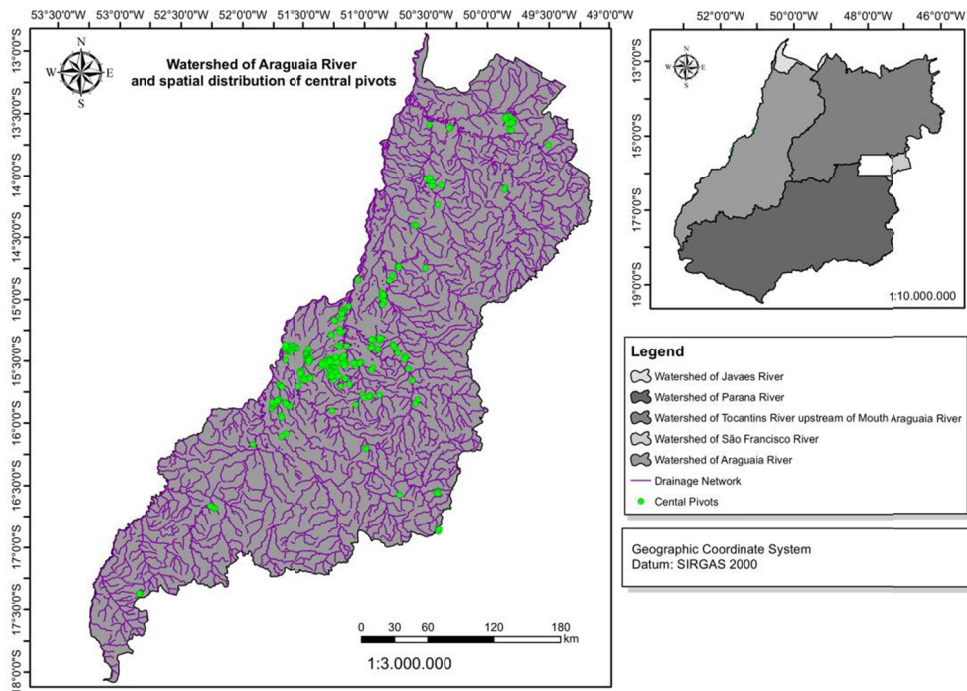 53°30'0"W 53°0'0"W 52°30'0"W 52°0'0"W 51°30'0"W 51°0'0"W 50°30'0"W 50°0'0"W 49°30'0"W 49°0'0"W
13°0'0"S
13°30'0"S
14°0'0"S
14°30'0"S
15°0'0"S
15°30'0"S
16°0'0"S
16°30'0"S
17°0'0"S
17°30'0"S
18°0'0"S
N
W E
S
Watershed of Araguaia River
and spatial distribution of central pivots
0 30 60 120 180
km
1:3.000.000
52°0'0"W 50°0'0"W 48°0'0"W 46°0'0"W
13°0'0"S
15°0'0"S
17°0'0"S
19°0'0"S
N
W E
S
1:10.000.000
Legend
Watershed of Javaes River
Watershed of Parana River
Watershed of Tocantins River upstream of Mouth Araguaia River
Watershed of São Francisco River
Watershed of Araguaia River
Drainage Network
Cental Pivots
Geographic Coordinate System
Datum: SIRGAS 2000